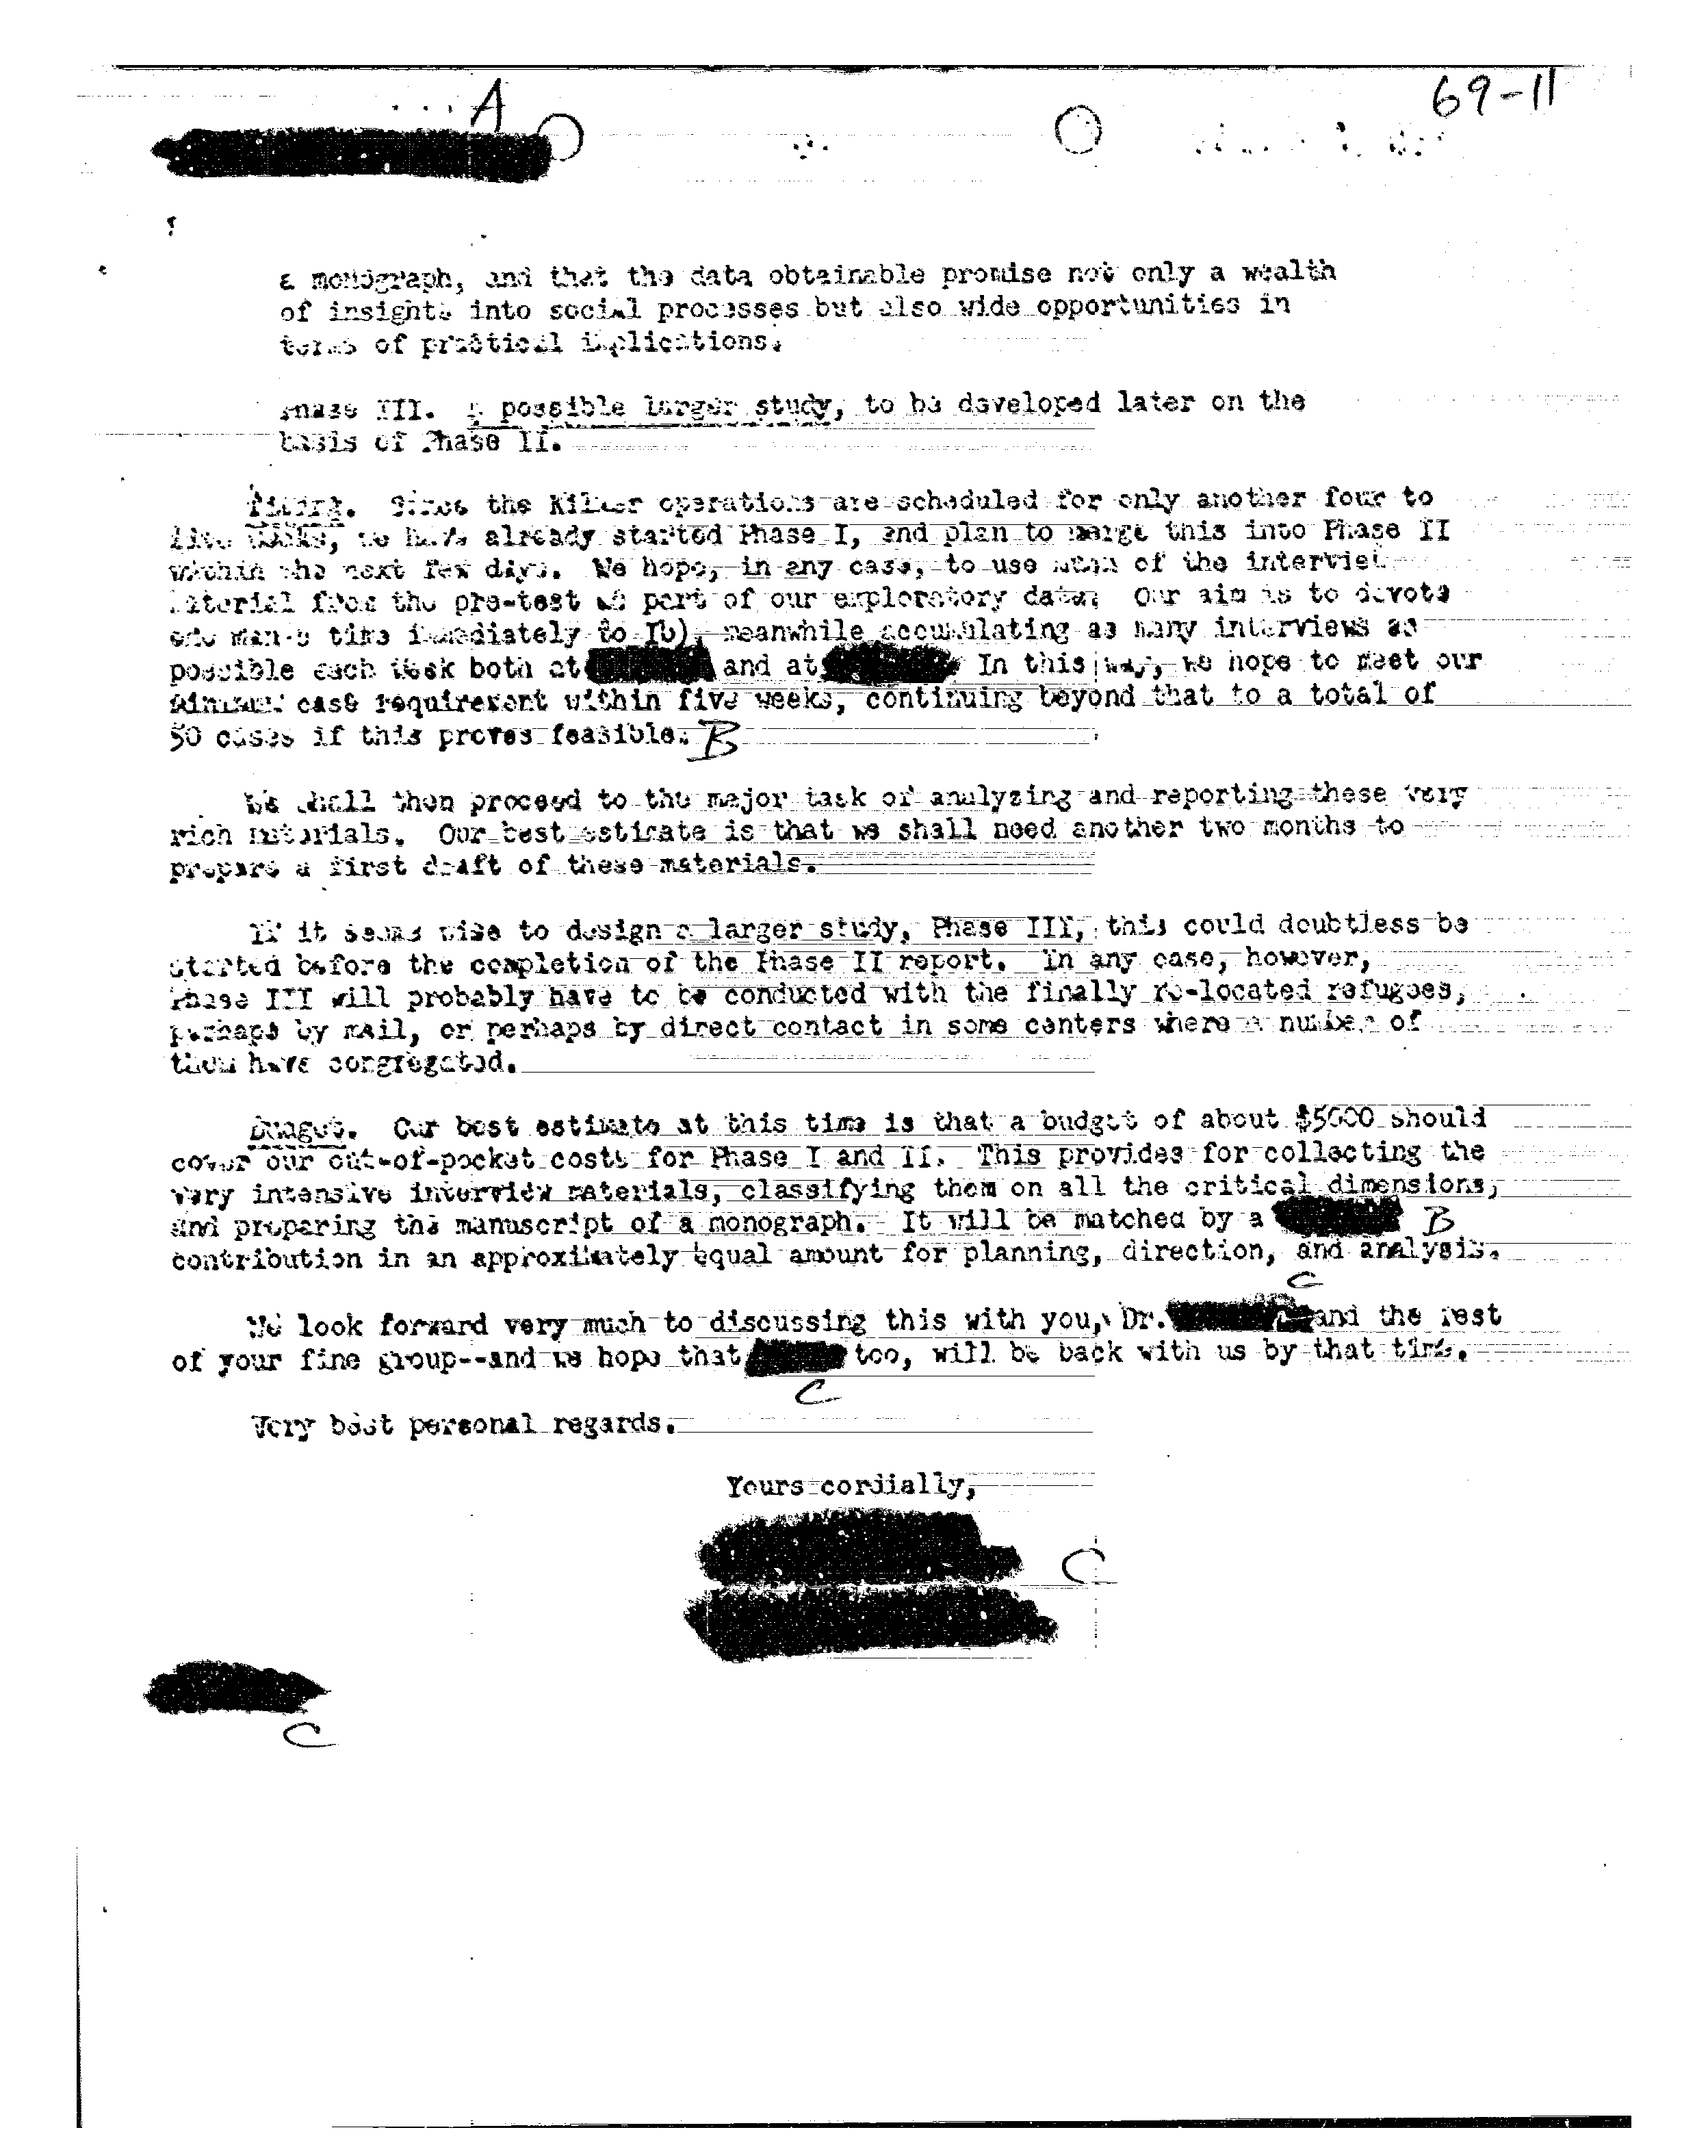 A
69-11
a monograph, and that the data obtainable promise not only a wealth
of insights into social processes but also wide opportunities in
terms of practical implications.
Phase III. A possible larger study, to be developed later on the
basis of Phase II.
Timing. Since the Kilmer operations are scheduled for only another four to
five weeks, we have already started Phase I, and plan to merge this into Phase II
within the next few days. We hope, in any case, to use much of the interview
material from the pre-test as part of our exploratory data. Our aim is to devote
one man's time immediately to Ib), meanwhile accumulating as many interviews as
possible each week both at and at In this way, we hope to meet our
minimum case requirement within five weeks, continuing beyond that to a total of
50 cases if this proves feasible. B
We shall then proceed to the major task of analyzing and reporting these very
rich materials. Our best estimate is that we shall need another two months to
prepare a first draft of these materials.
If it seems wise to design a larger study, Phase III, this could doubtless be
started before the completion of the Phase II report. In any case, however,
Phase III will probably have to be conducted with the finally re-located refugees,
perhaps by mail, or perhaps by direct contact in some centers where a number of
them have congregated.
Budget. Our best estimate at this time is that a budget of about $5000 should
cover our out-of-pocket costs for Phase I and II. This provides for collecting the
very intensive interview materials, classifying them on all the critical dimensions,
and preparing the manuscript of a monograph. It will be matched by a B
contribution in an approximately equal amount for planning, direction, and analysis.
C
We look forward very much to discussing this with you, Dr. and the rest
of your fine group--and we hope that too, will be back with us by that time.
C
Very best personal regards.
Yours cordially,
C
C